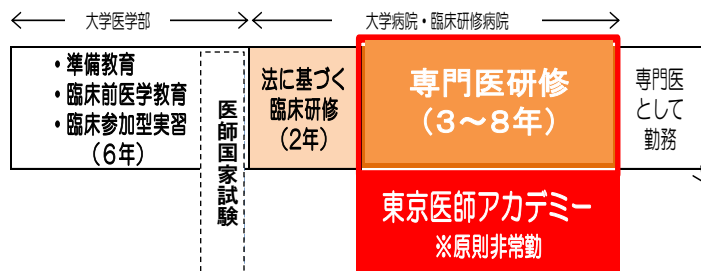 大学医学部
大学病院・臨床研修病院
・準備教育
・臨床前医学教育
・臨床参加型実習
(6年)
医師国家試験
法に基づく
臨床研修
(2年)
専門医研修
(3～8年)
専門医
として
勤務
東京医師アカデミー
※原則非常勤